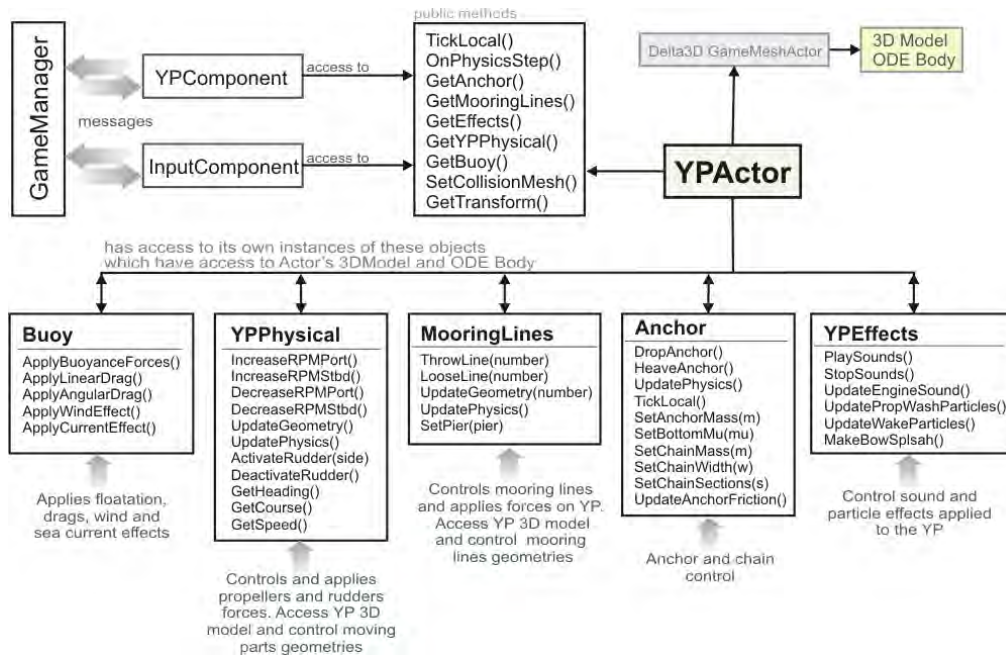 public methods
GameManager
messages
YPComponent
access to
InputComponent
access to
TickLocal()
OnPhysicsStep()
GetAnchor()
GetMooringLines()
GetEffects()
GetYPPhysical()
GetBuoy()
SetCollisionMesh()
GetTransform()
Delta3D GameMeshActor
3D Model
ODE Body
YPActor
has access to its own instances of these objects
which have access to Actor's 3DModel and ODE Body
Buoy
ApplyBuoyanceForces()
ApplyLinearDrag()
ApplyAngularDrag()
ApplyWindEffect()
ApplyCurrentEffect()
Applies floatation,
drags, wind and
sea current effects
YPPhysical
IncreaseRPMPort()
IncreaseRPMStbd()
DecreaseRPMPort()
DecreaseRPMStbd()
UpdateGeometry()
UpdatePhysics()
ActivateRudder(side)
DeactivateRudder()
GetHeading()
GetCourse()
GetSpeed()
Controls and applies
propellers and rudders
forces. Access YP 3D
model and control moving
parts geometries
MooringLines
ThrowLine(number)
LooseLine(number)
UpdateGeometry(number)
UpdatePhysics()
SetPier(pier)
Controls mooring lines
and applies forces on YP.
Access YP 3D model
and control mooring
lines geometries
Anchor
DropAnchor()
HeaveAnchor()
UpdatePhysics()
TickLocal()
SetAnchorMass(m)
SetBottomMu(mu)
SetChainMass(m)
SetChainWidth(w)
SetChainSections(s)
UpdateAnchorFriction()
Anchor and chain
control
YPEffects
PlaySounds()
StopSounds()
UpdateEngineSound()
UpdatePropWashParticles()
UpdateWakeParticles()
MakeBowSplsah()
Control sound and
particle effects applied
to the YP